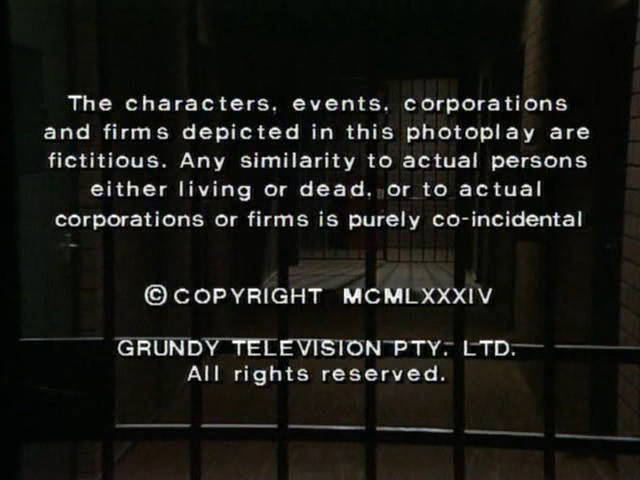 The characters, events, corporations
and firms depicted in this photoplay are
fictitious. Any similarity to actual persons
either living or dead, or to actual
corporations or firms is purely co-incidental
© COPYRIGHT MCMLXXXIV
GRUNDY TELEVISION PTY. LTD.
All rights reserved.